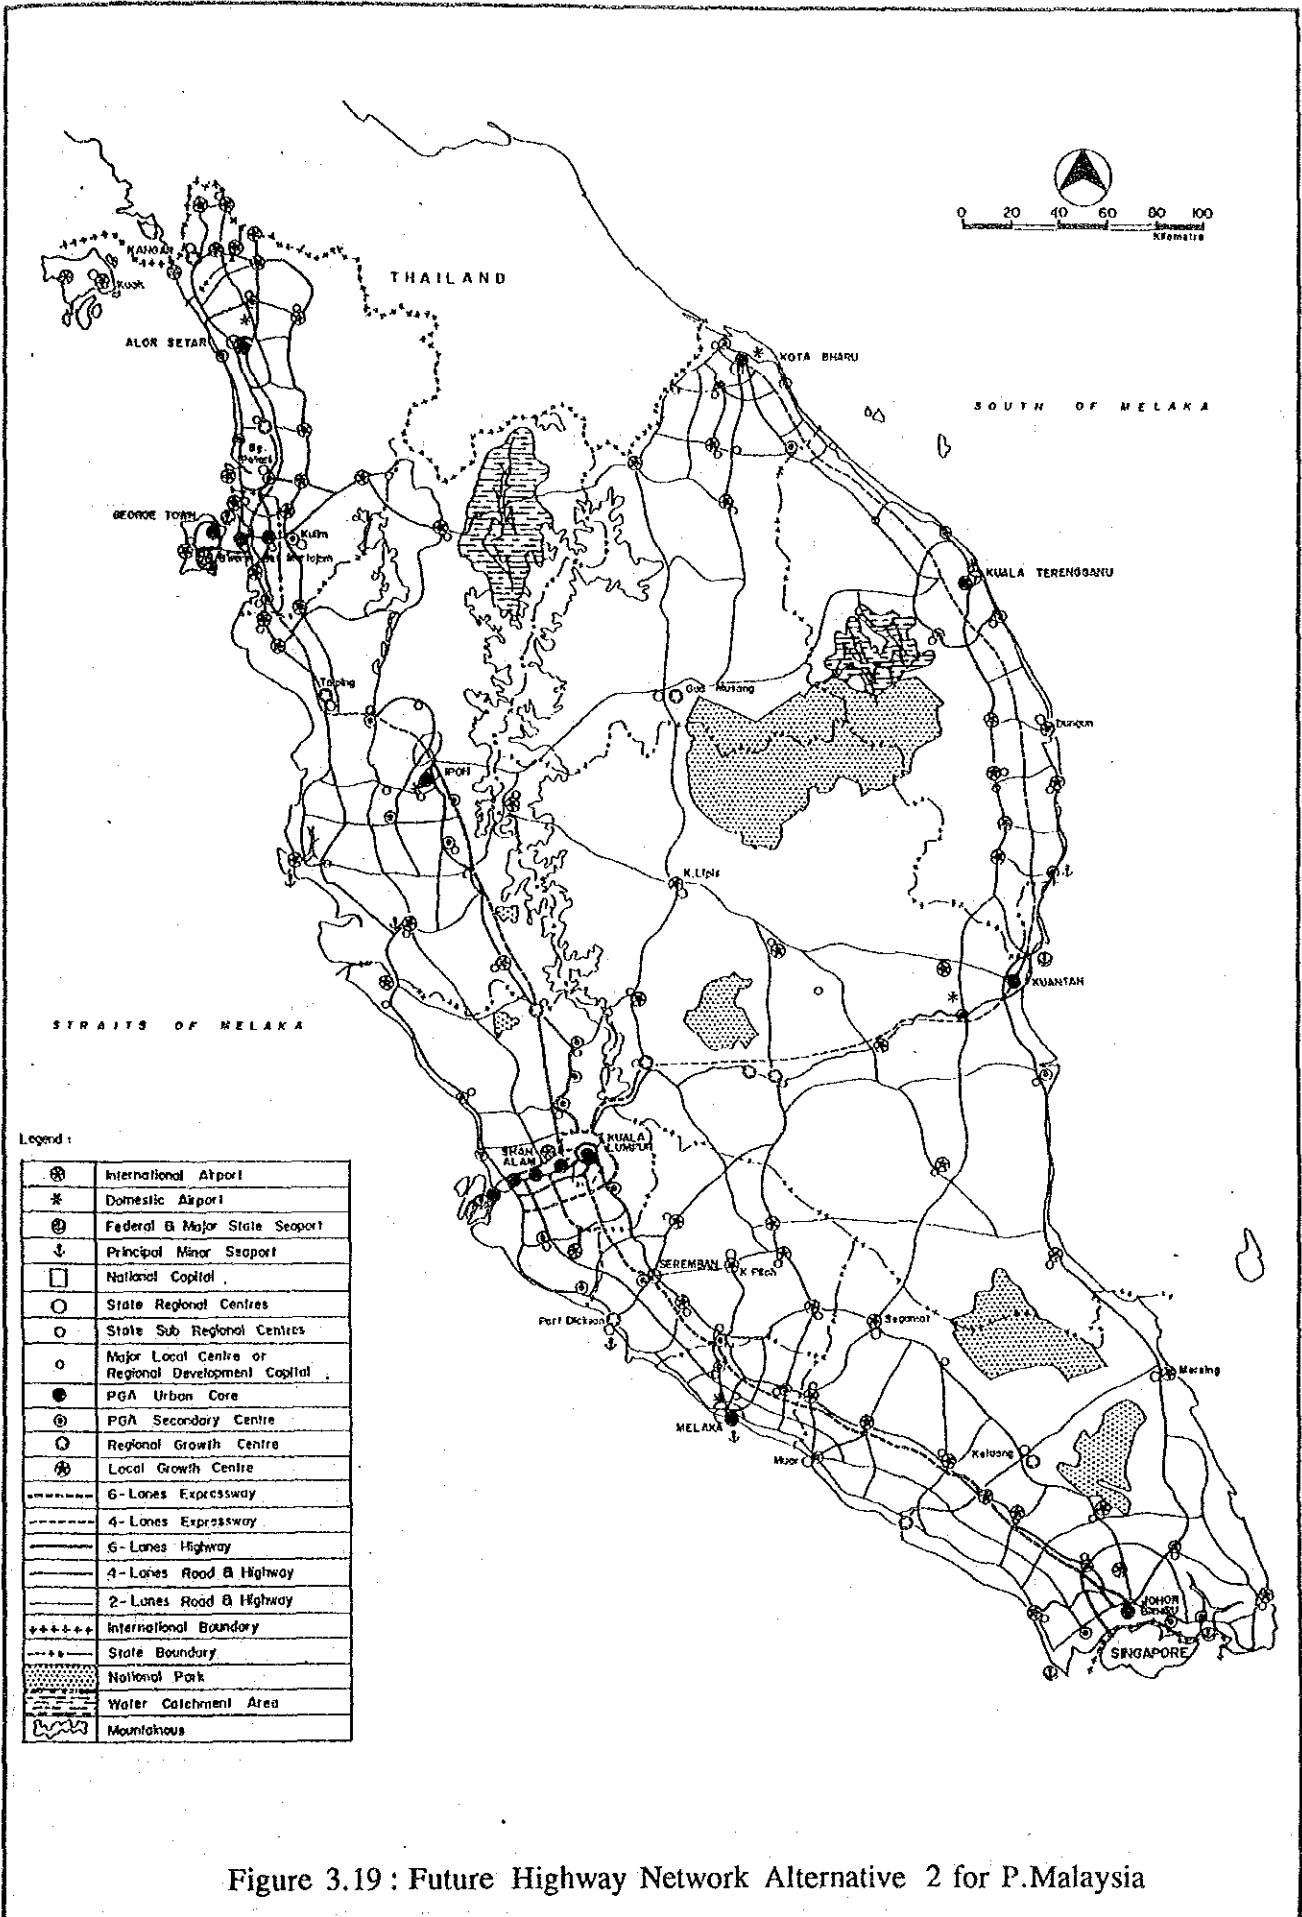 0 20 40 60 80 100
Kilometre
THAILAND
KANGAR
Kuah
ALOR SETAR
KOTA BHARU
SOUTH OF MELAKA
Sg. Petani
GEORGE TOWN
Kulim
KUALA TERENGGANU
Taiping
Gua Musang
Dungun
IPOH
K.Lipis
KUANTAN
STRAITS OF MELAKA
SHAH ALAM
KUALA LUMPUR
SEREMBAN
K Pilah
Port Dickson
Segamat
Mersing
MELAKA
Muar
Keluang
JOHOR BAHRU
SINGAPORE
Legend :
International Airport
Domestic Airport
Federal & Major State Seaport
Principal Minor Seaport
National Capital
State Regional Centres
State Sub Regional Centres
Major Local Centre or
Regional Development Capital
PGA Urban Core
PGA Secondary Centre
Regional Growth Centre
Local Growth Centre
6-Lanes Expressway
4-Lanes Expressway
6-Lanes Highway
4-Lanes Road & Highway
2-Lanes Road & Highway
International Boundary
State Boundary
National Park
Water Catchment Area
Mountainous
Figure 3.19 : Future Highway Network Alternative 2 for P.Malaysia